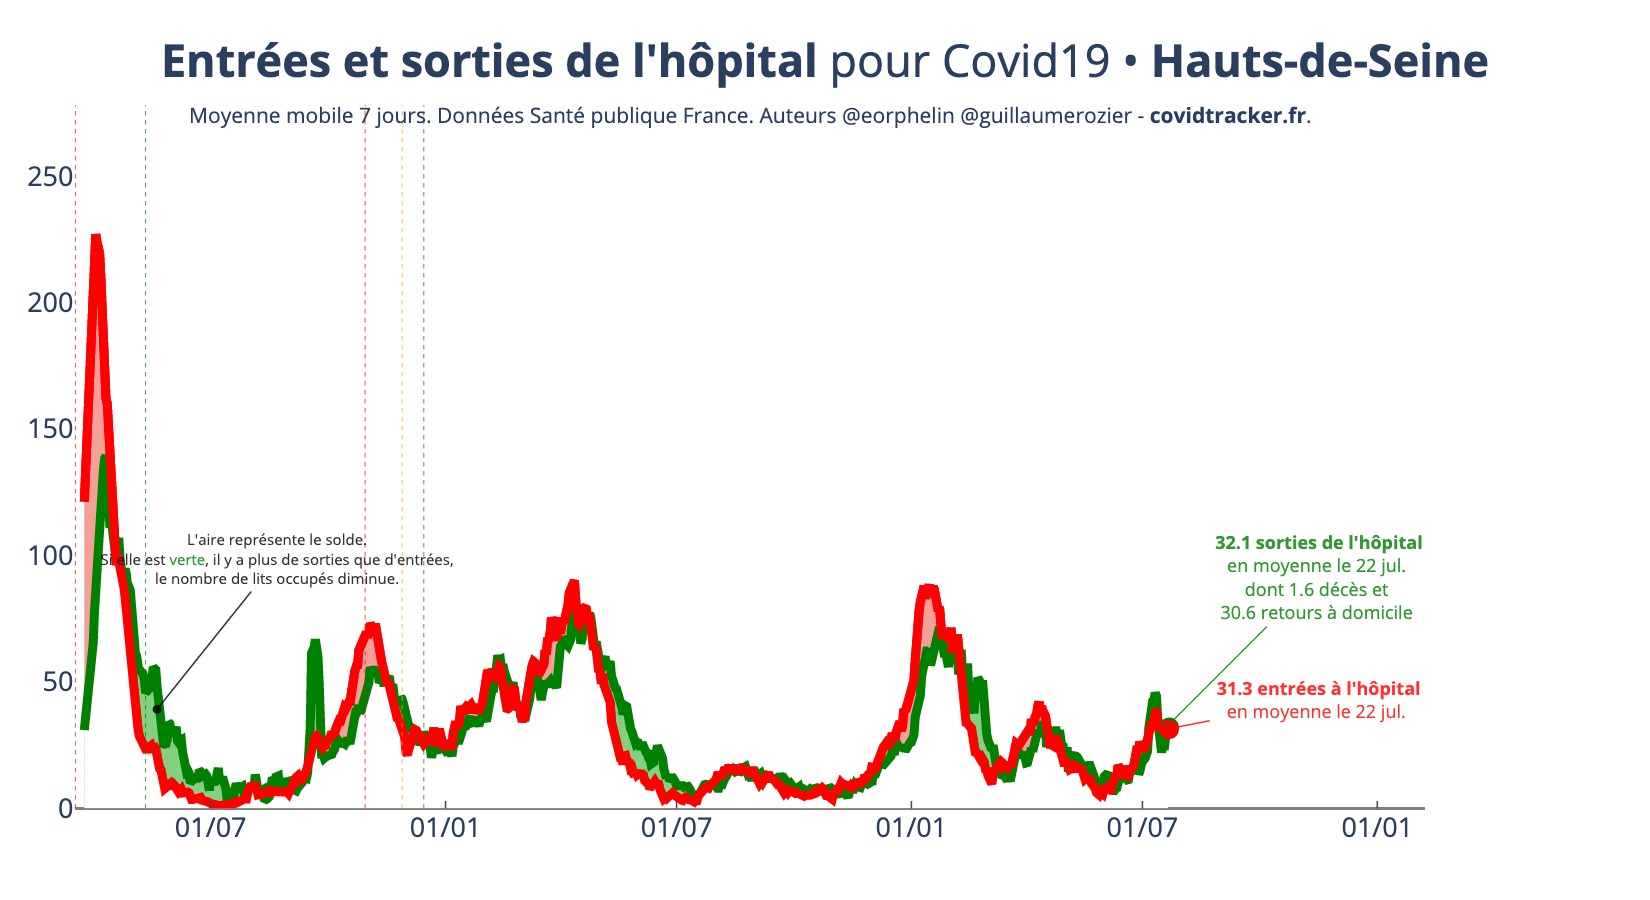 Entrées et sorties de l'hôpital pour Covid19 • Hauts-de-Seine
Moyenne mobile 7 jours. Données Santé publique France. Auteurs @eorphelin @guillaumerozier - covidtracker.fr.
250
200
150
100
50
0
L'aire représente le solde.
Si elle est verte, il y a plus de sorties que d'entrées,
le nombre de lits occupés diminue.
32.1 sorties de l'hôpital
en moyenne le 22 jul.
dont 1.6 décès et
30.6 retours à domicile
31.3 entrées à l'hôpital
en moyenne le 22 jul.
01/07 01/01 01/07 01/01 01/07 01/01